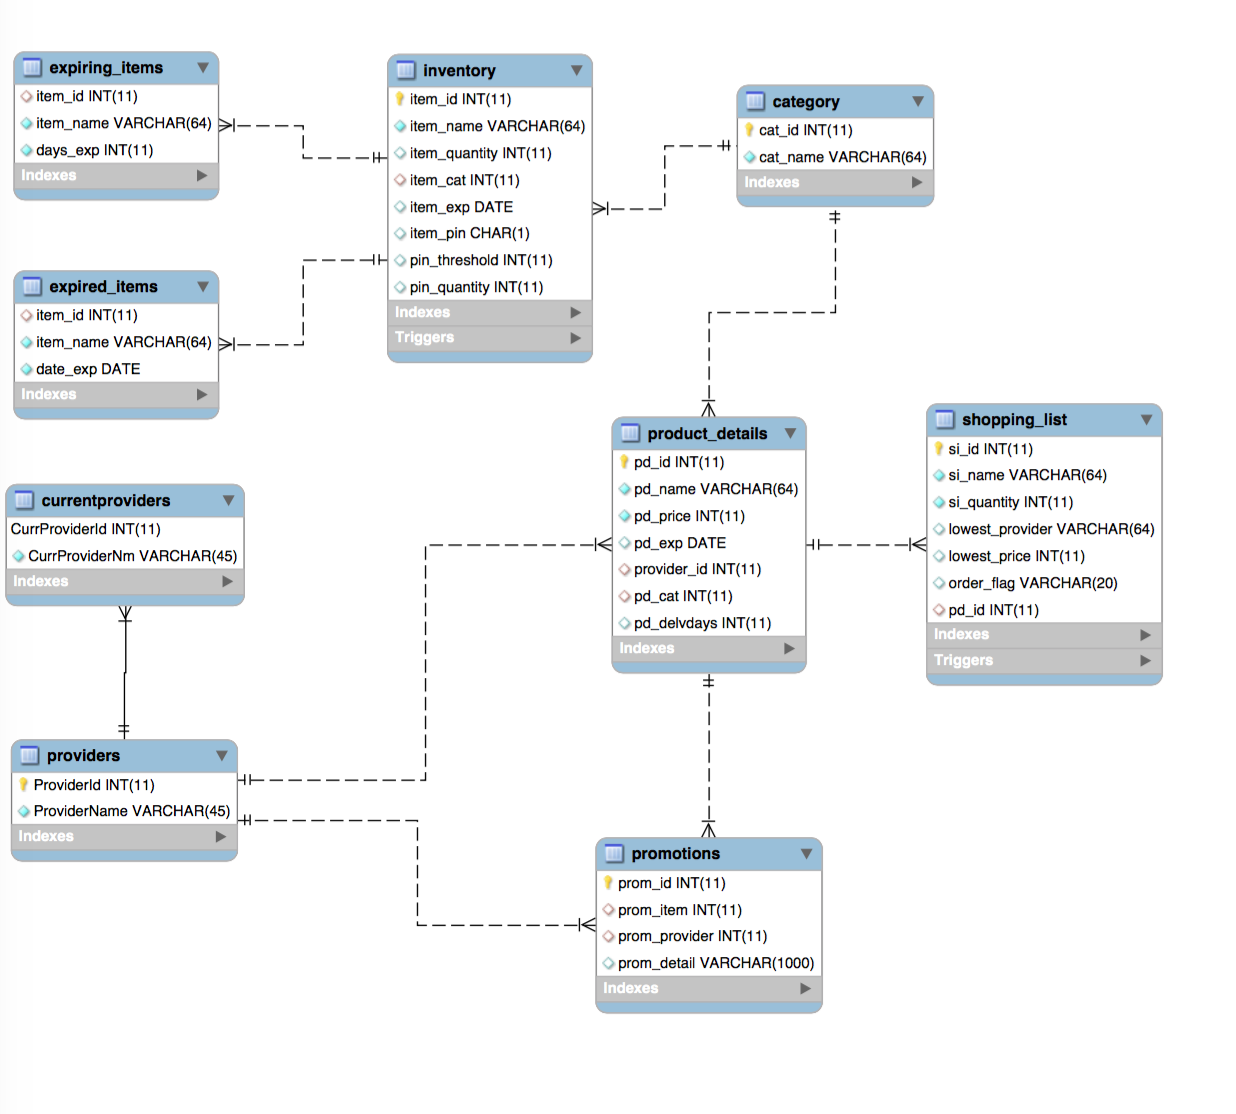 expiring_items
item_id INT(11)
item_name VARCHAR(64)
days_exp INT(11)
Indexes
inventory
item_id INT(11)
item_name VARCHAR(64)
item_quantity INT(11)
item_cat INT(11)
item_exp DATE
item_pin CHAR(1)
pin_threshold INT(11)
pin_quantity INT(11)
Indexes
Triggers
category
cat_id INT(11)
cat_name VARCHAR(64)
Indexes
expired_items
item_id INT(11)
item_name VARCHAR(64)
date_exp DATE
Indexes
product_details
pd_id INT(11)
pd_name VARCHAR(64)
pd_price INT(11)
pd_exp DATE
provider_id INT(11)
pd_cat INT(11)
pd_delvdays INT(11)
Indexes
shopping_list
si_id INT(11)
si_name VARCHAR(64)
si_quantity INT(11)
lowest_provider VARCHAR(64)
lowest_price INT(11)
order_flag VARCHAR(20)
pd_id INT(11)
Indexes
Triggers
currentproviders
CurrProviderId INT(11)
CurrProviderNm VARCHAR(45)
Indexes
providers
ProviderId INT(11)
ProviderName VARCHAR(45)
Indexes
promotions
prom_id INT(11)
prom_item INT(11)
prom_provider INT(11)
prom_detail VARCHAR(1000)
Indexes